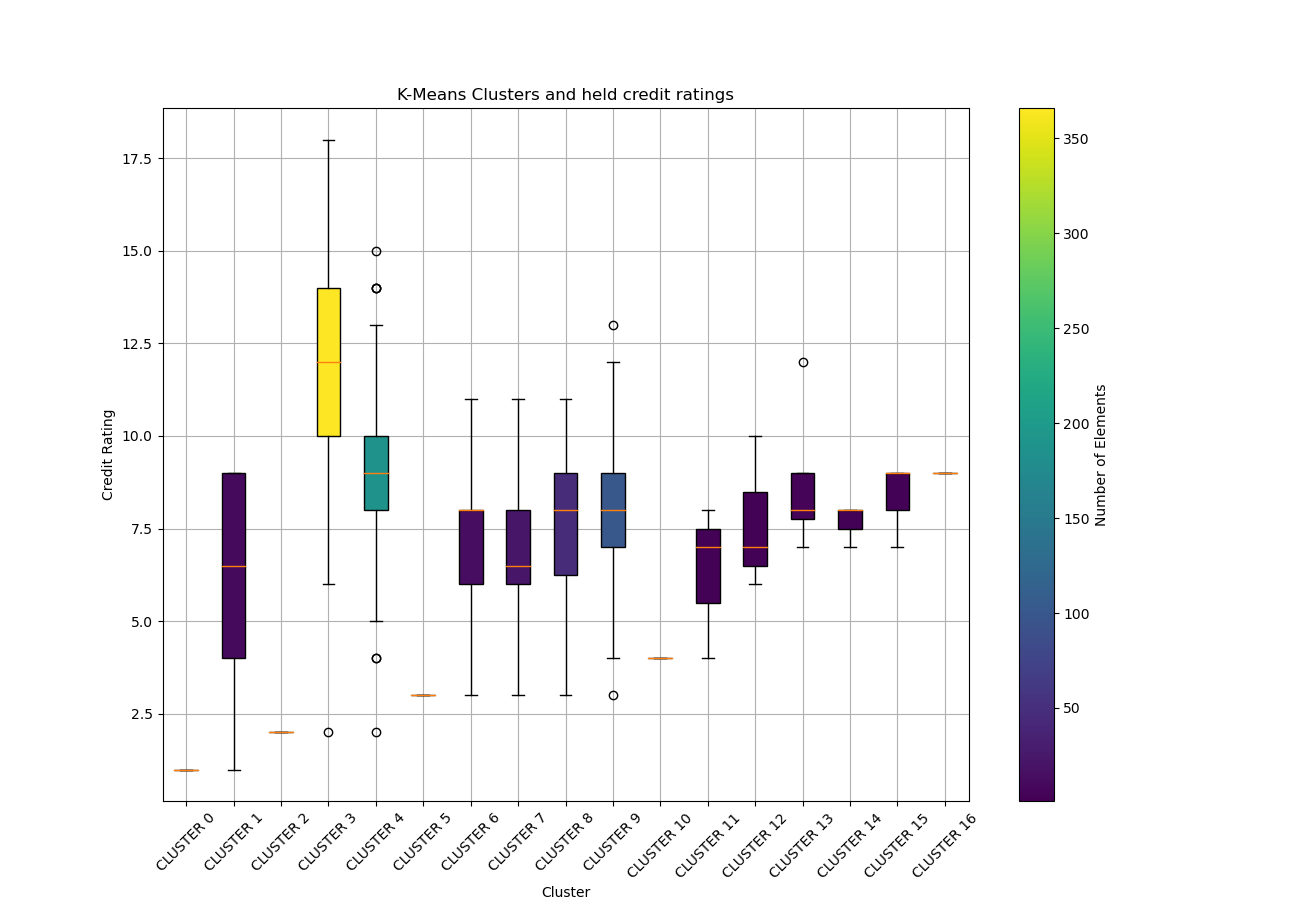 K-Means Clusters and held credit ratings
Credit Rating
17.5
15.0
12.5
10.0
7.5
5.0
2.5
CLUSTER 0
CLUSTER 1
CLUSTER 2
CLUSTER 3
CLUSTER 4
CLUSTER 5
CLUSTER 6
CLUSTER 7
CLUSTER 8
CLUSTER 9
CLUSTER 10
CLUSTER 11
CLUSTER 12
CLUSTER 13
CLUSTER 14
CLUSTER 15
CLUSTER 16
Cluster
350
300
250
200
150
100
50
Number of Elements